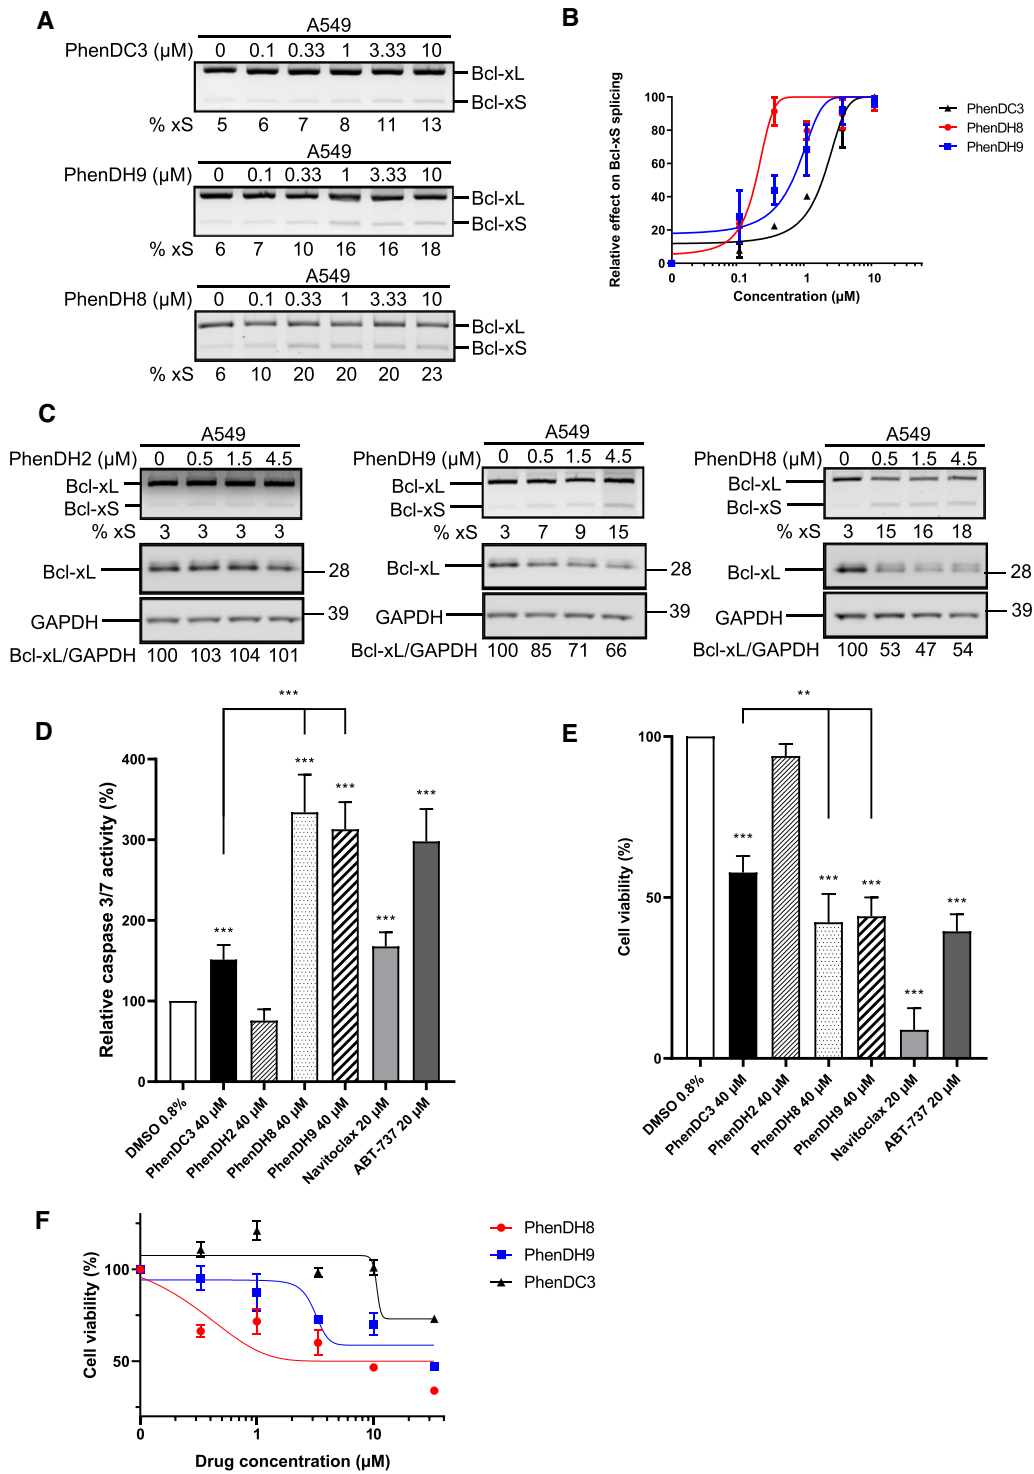 A
A549
PhenDC3 (µM) 0 0.1 0.33 1 3.33 10
Bcl-xL
Bcl-xS
% xS 5 6 7 8 11 13
A549
PhenDH9 (µM) 0 0.1 0.33 1 3.33 10
Bcl-xL
Bcl-xS
% xS 6 7 10 16 16 18
A549
PhenDH8 (µM) 0 0.1 0.33 1 3.33 10
Bcl-xL
Bcl-xS
% xS 6 10 20 20 20 23
B
Relative effect on Bcl-xS splicing
100
80
60
40
20
0
0 0.1 1 10
Concentration (µM)
PhenDC3
PhenDH8
PhenDH9
C
A549
PhenDH2 (µM) 0 0.5 1.5 4.5
Bcl-xL
Bcl-xS
% xS 3 3 3 3
Bcl-xL 28
GAPDH 39
Bcl-xL/GAPDH 100 103 104 101
A549
PhenDH9 (µM) 0 0.5 1.5 4.5
Bcl-xL
Bcl-xS
% xS 3 7 9 15
Bcl-xL 28
GAPDH 39
Bcl-xL/GAPDH 100 85 71 66
A549
PhenDH8 (µM) 0 0.5 1.5 4.5
Bcl-xL
Bcl-xS
% xS 3 15 16 18
Bcl-xL 28
GAPDH 39
Bcl-xL/GAPDH 100 53 47 54
D
Relative caspase 3/7 activity (%)
400
300
200
100
0
***
***
***
***
***
***
DMSO 0.8%
PhenDC3 40 µM
PhenDH2 40 µM
PhenDH8 40 µM
PhenDH9 40 µM
Navitoclax 20 µM
ABT-737 20 µM
E
Cell viability (%)
100
50
0
**
***
***
***
***
***
DMSO 0.8%
PhenDC3 40 µM
PhenDH2 40 µM
PhenDH8 40 µM
PhenDH9 40 µM
Navitoclax 20 µM
ABT-737 20 µM
F
Cell viability (%)
100
50
0 1 10
Drug concentration (µM)
PhenDH8
PhenDH9
PhenDC3